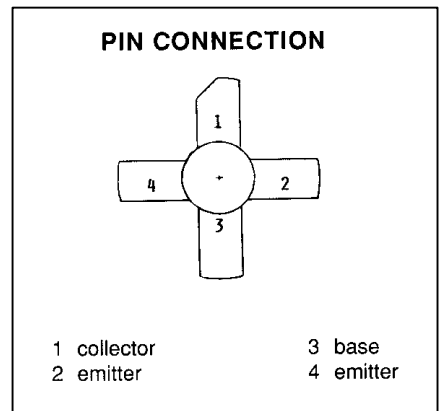 PIN CONNECTION
1
4
2
3
1 collector
3 base
2 emitter
4 emitter